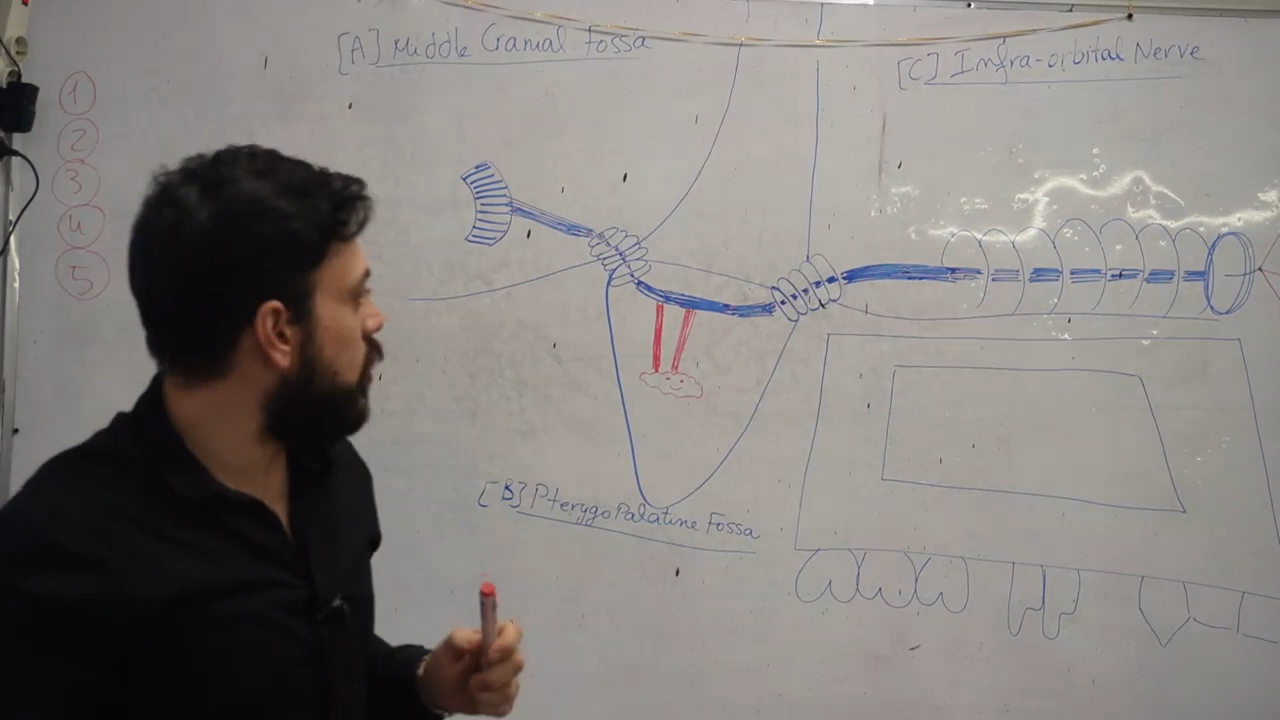 [A] Middle Cranial Fossa
[C] Infra-orbital Nerve
1
2
3
4
5
[B] PterygoPalatine Fossa